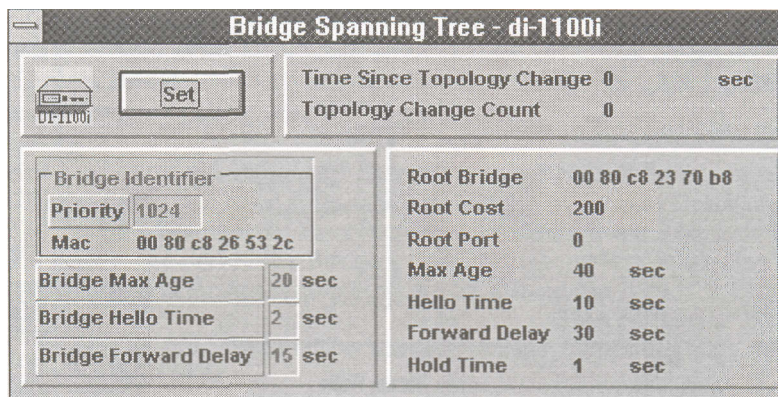 Bridge Spanning Tree - di-1100i
DI-1100i
Set
Time Since Topology Change 0 sec
Topology Change Count 0
Bridge Identifier
Priority 1024
Mac 00 80 c8 26 53 2c
Bridge Max Age 20 sec
Bridge Hello Time 2 sec
Bridge Forward Delay 15 sec
Root Bridge 00 80 c8 23 70 b8
Root Cost 200
Root Port 0
Max Age 40 sec
Hello Time 10 sec
Forward Delay 30 sec
Hold Time 1 sec